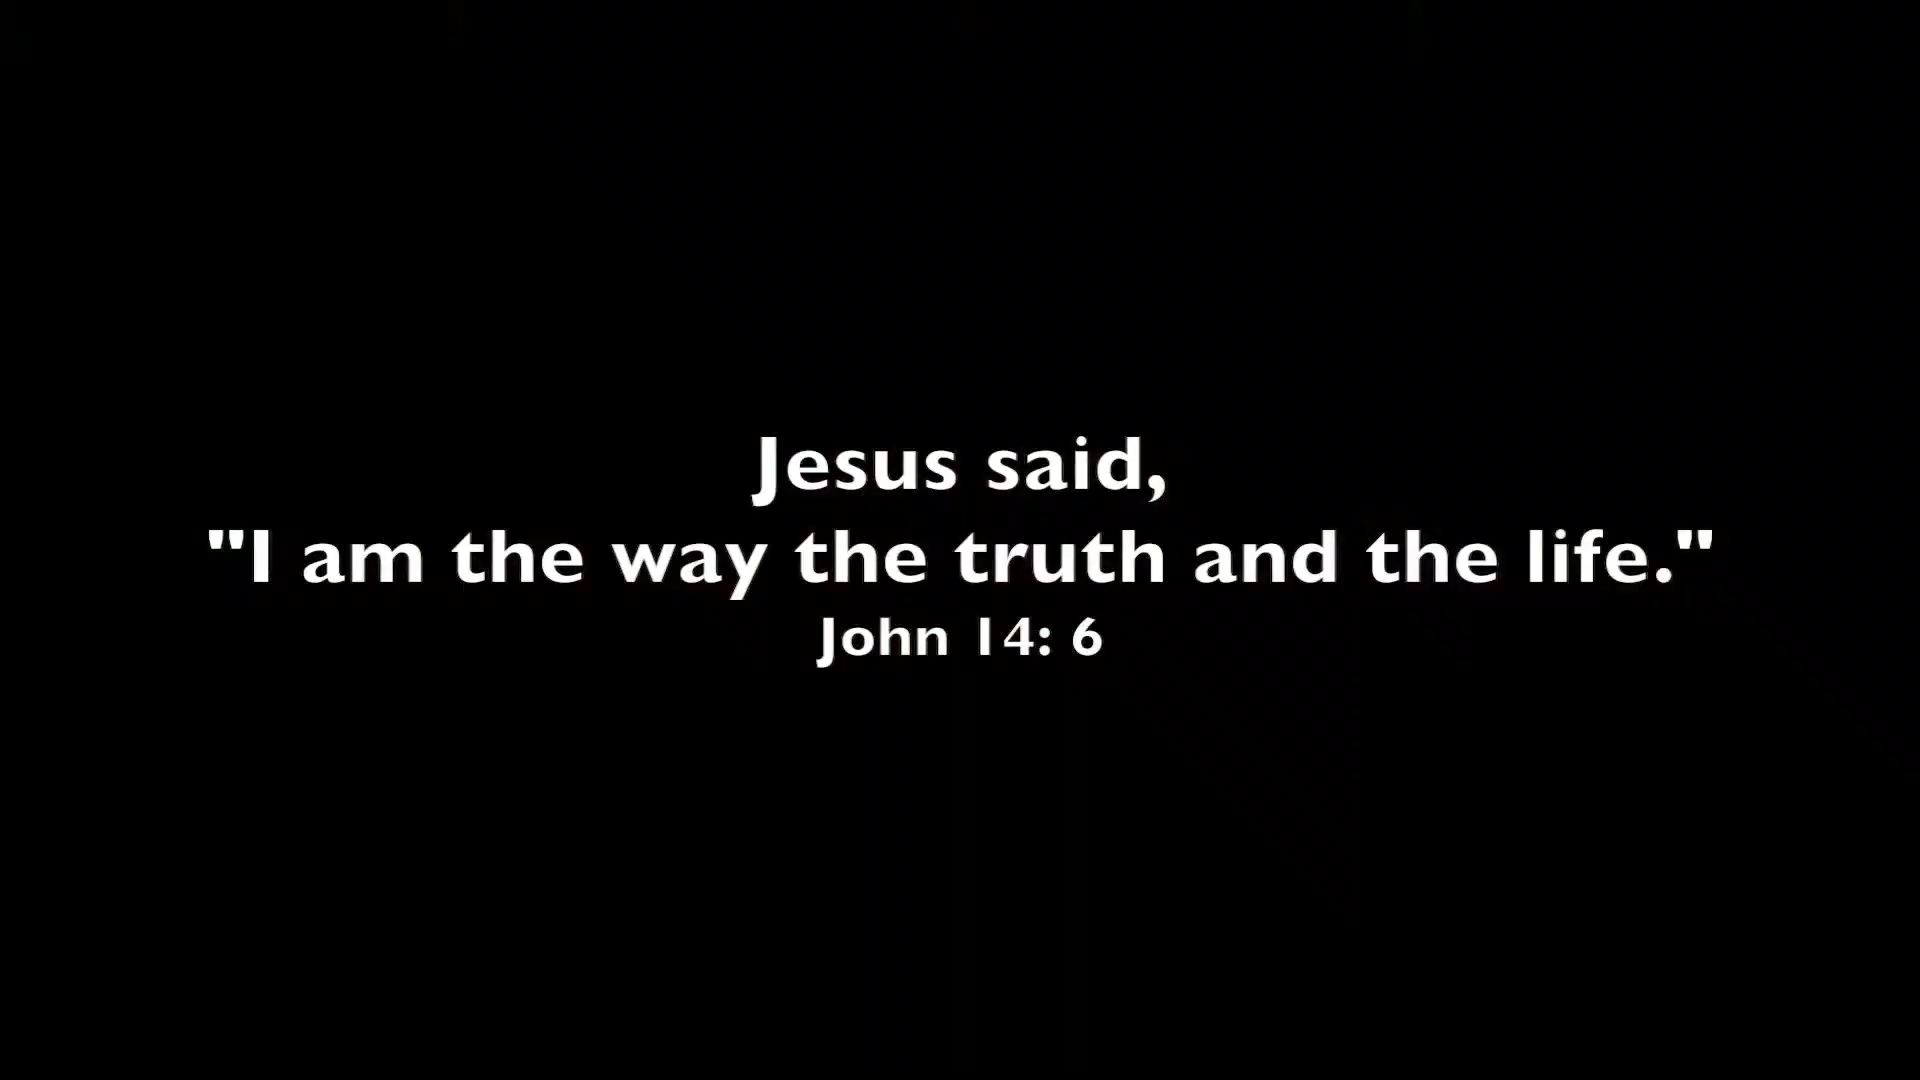 Jesus said,
"I am the way the truth and the life."
John 14: 6